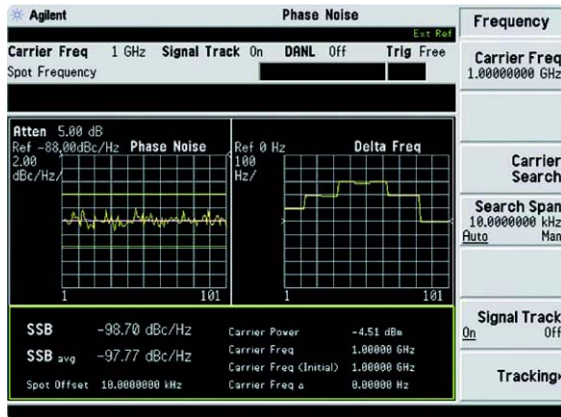 Agilent Phase Noise
Ext Ref
Carrier Freq 1 GHz Signal Track On DANL Off Trig Free
Spot Frequency
Atten 5.00 dB
Ref -88.00dBc/Hz Phase Noise
2.00
dBc/Hz/
1 101
Ref 0 Hz Delta Freq
100
Hz/
1 101
SSB -98.70 dBc/Hz
SSB avg -97.77 dBc/Hz
Spot Offset 10.0000000 kHz
Carrier Power -4.51 dBm
Carrier Freq 1.00000 GHz
Carrier Freq (Initial) 1.00000 GHz
Carrier Freq Δ 0.00000 Hz
Frequency
Carrier Freq
1.00000000 GHz
Carrier
Search
Search Span
10.0000000 kHz
Auto Man
Signal Track
On Off
Tracking